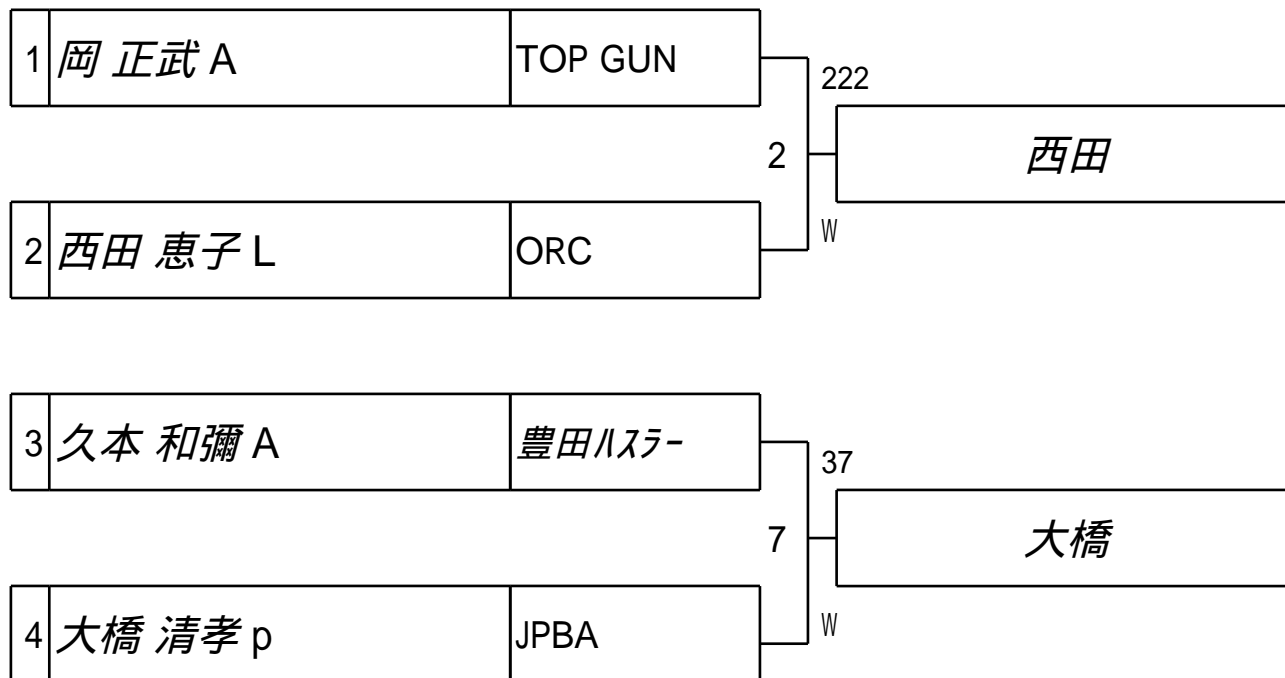 1 岡 正武 A TOP GUN
222
2 西田
2 西田 恵子 L ORC
W
3 久本 和彌 A 豊田ﾊｽﾗｰ
37
7 大橋
4 大橋 清孝 p JPBA
W